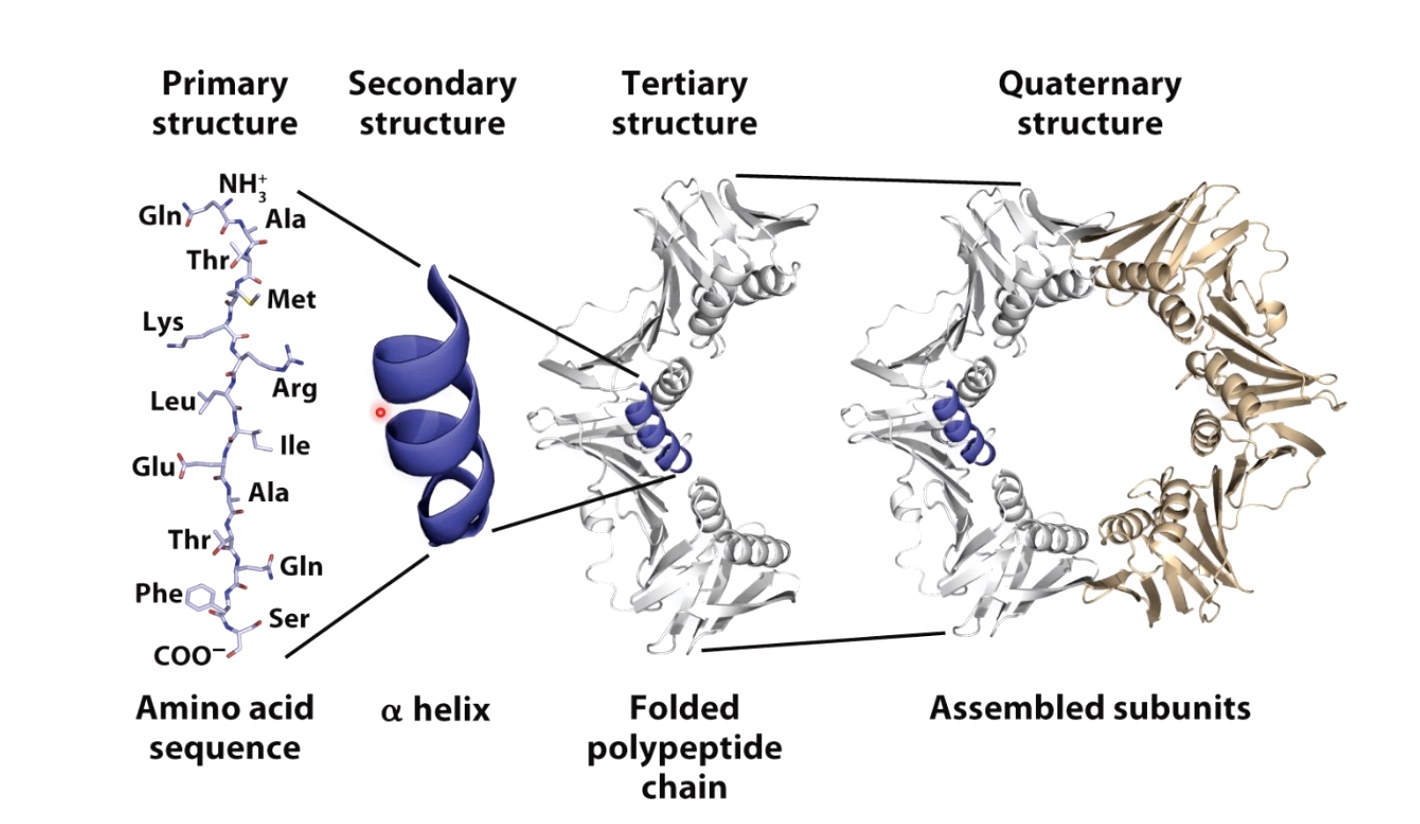 Primary
structure
Secondary
structure
Tertiary
structure
Quaternary
structure
NH₃⁺
Gln
Ala
Thr
Met
Lys
Arg
Leu
Ile
Glu
Ala
Thr
Gln
Phe
Ser
COO⁻
Amino acid
sequence
α helix
Folded
polypeptide
chain
Assembled subunits